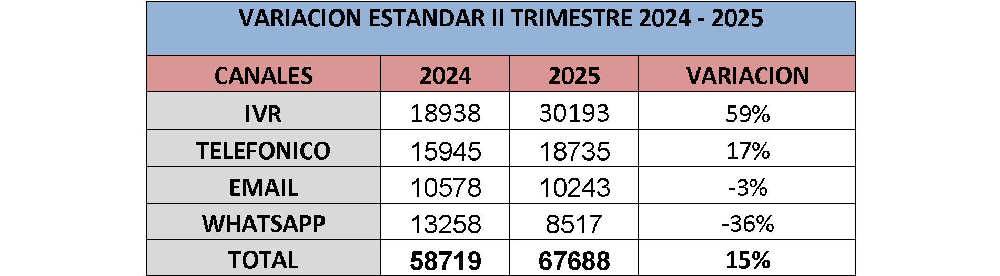 VARIACION ESTANDAR II TRIMESTRE 2024 - 2025
CANALES 2024 2025 VARIACION
IVR 18938 30193 59%
TELEFONICO 15945 18735 17%
EMAIL 10578 10243 -3%
WHATSAPP 13258 8517 -36%
TOTAL 58719 67688 15%